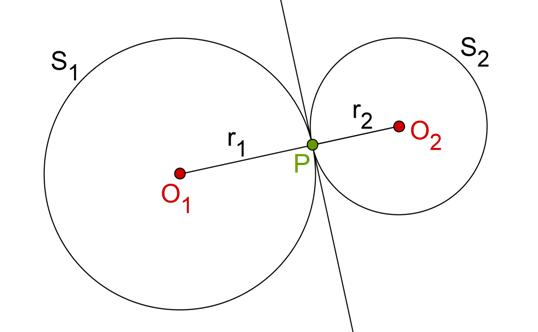 S₁
S₂
r₁
r₂
P
O₁
O₂